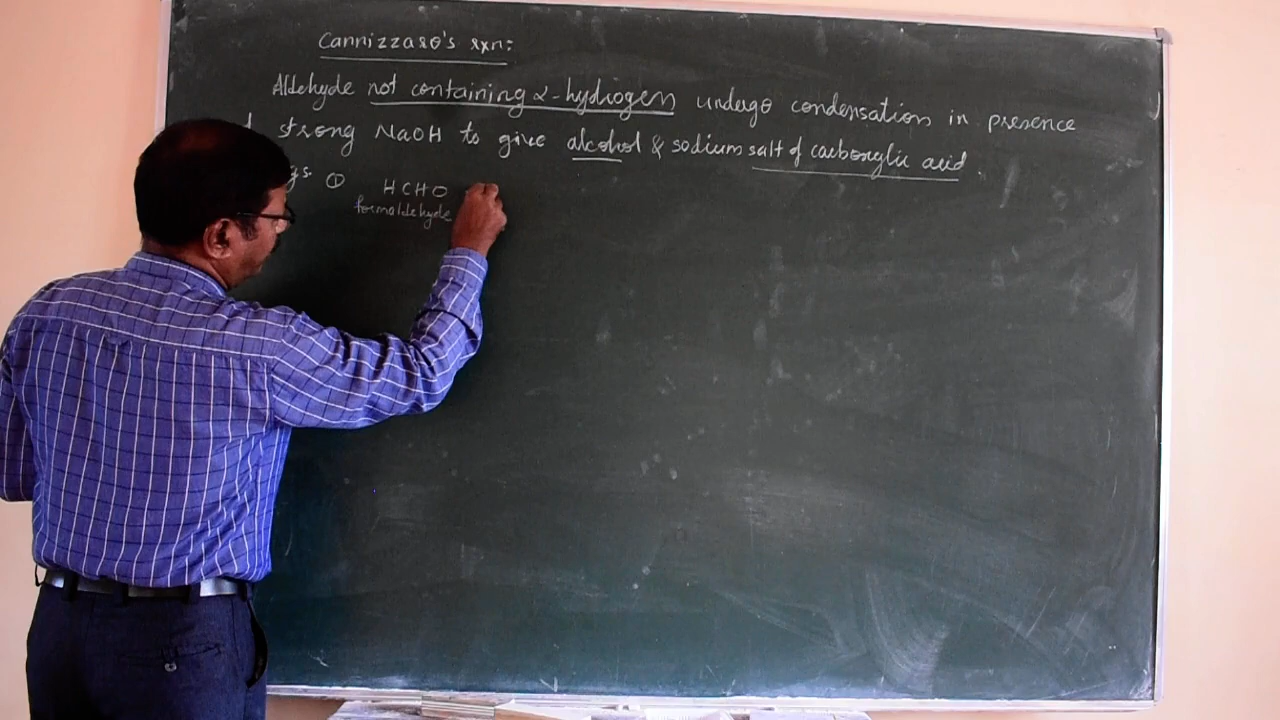 Cannizzaro's rxn:
Aldehyde not containing α-hydrogen undergo condensation in presence
strong NaOH to give alcohol & sodium salt of carboxylic acid.
① HCHO
formaldehyde